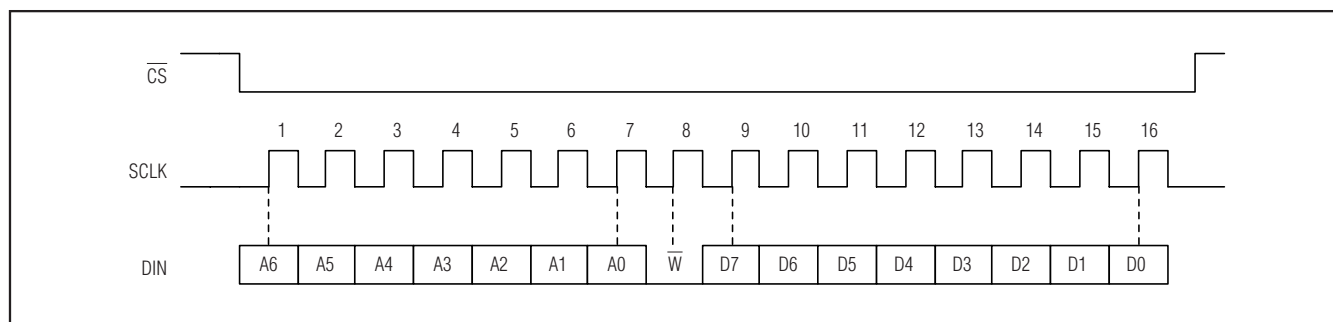 C̅S̅
1 2 3 4 5 6 7 8 9 10 11 12 13 14 15 16
SCLK
DIN A6 A5 A4 A3 A2 A1 A0 W̅ D7 D6 D5 D4 D3 D2 D1 D0